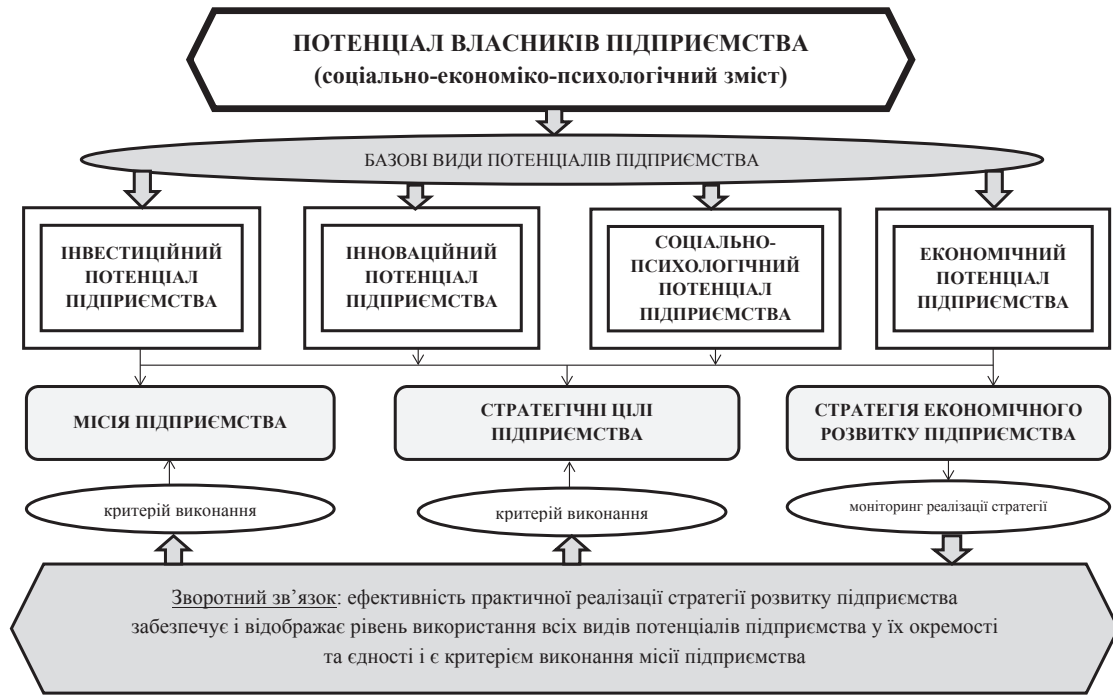 ПОТЕНЦІАЛ ВЛАСНИКІВ ПІДПРИЄМСТВА
(соціально-економіко-психологічний зміст)
БАЗОВІ ВИДИ ПОТЕНЦІАЛІВ ПІДПРИЄМСТВА
ІНВЕСТИЦІЙНИЙ
ПОТЕНЦІАЛ
ПІДПРИЄМСТВА
ІННОВАЦІЙНИЙ
ПОТЕНЦІАЛ
ПІДПРИЄМСТВА
СОЦІАЛЬНО-
ПСИХОЛОГІЧНИЙ
ПОТЕНЦІАЛ
ПІДПРИЄМСТВА
ЕКОНОМІЧНИЙ
ПОТЕНЦІАЛ
ПІДПРИЄМСТВА
МІСІЯ ПІДПРИЄМСТВА
СТРАТЕГІЧНІ ЦІЛІ
ПІДПРИЄМСТВА
СТРАТЕГІЯ ЕКОНОМІЧНОГО
РОЗВИТКУ ПІДПРИЄМСТВА
критерій виконання
критерій виконання
моніторинг реалізації стратегії
Зворотний зв’язок: ефективність практичної реалізації стратегії розвитку підприємства
забезпечує і відображає рівень використання всіх видів потенціалів підприємства у їх окремості
та єдності і є критерієм виконання місії підприємства